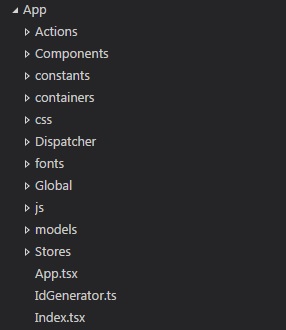 App
Actions
Components
constants
containers
css
Dispatcher
fonts
Global
js
models
Stores
App.tsx
IdGenerator.ts
Index.tsx